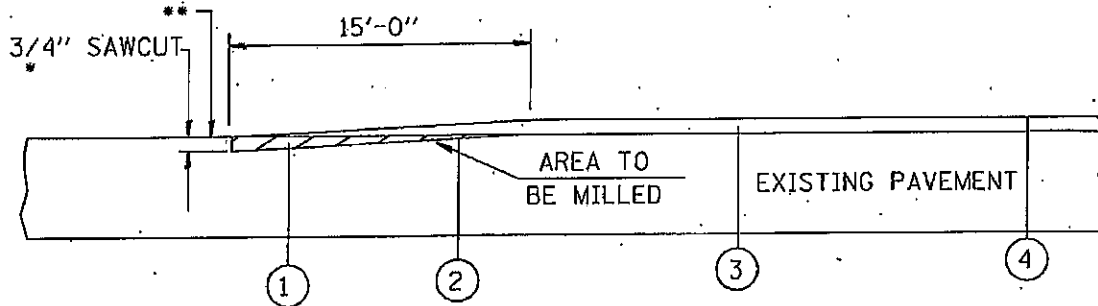 **
15'-0"
3/4" SAWCUT
*
AREA TO
BE MILLED
EXISTING PAVEMENT
1
2
3
4